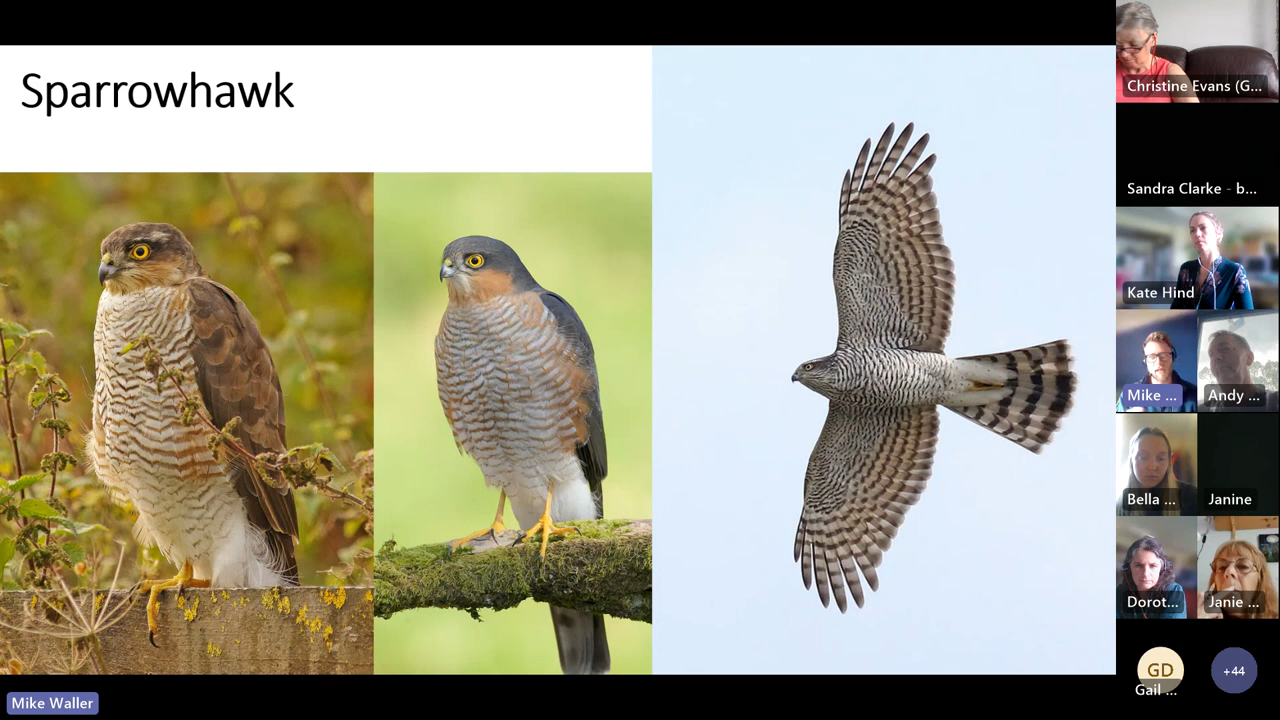 Sparrowhawk
Christine Evans (G...
Sandra Clarke - b...
Kate Hind
Mike ...
Andy ...
Bella ...
Janine
Dorot...
Janie ...
GD
Gail ...
+44
Mike Waller